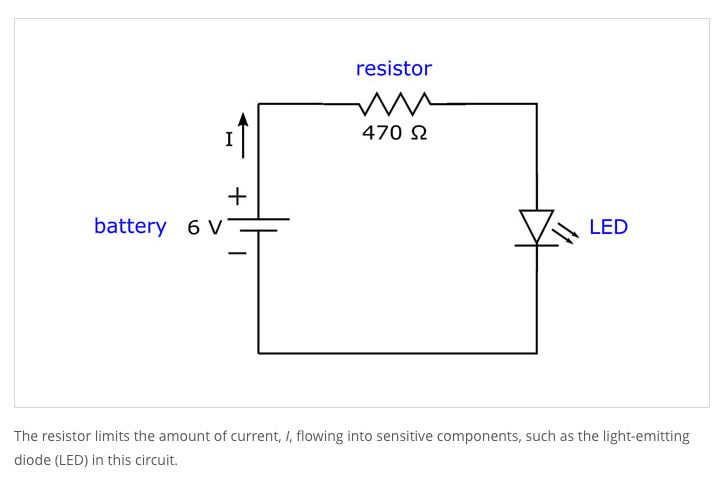 resistor
470 Ω
I
+
battery 6 V
−
LED
The resistor limits the amount of current, I, flowing into sensitive components, such as the light-emitting
diode (LED) in this circuit.